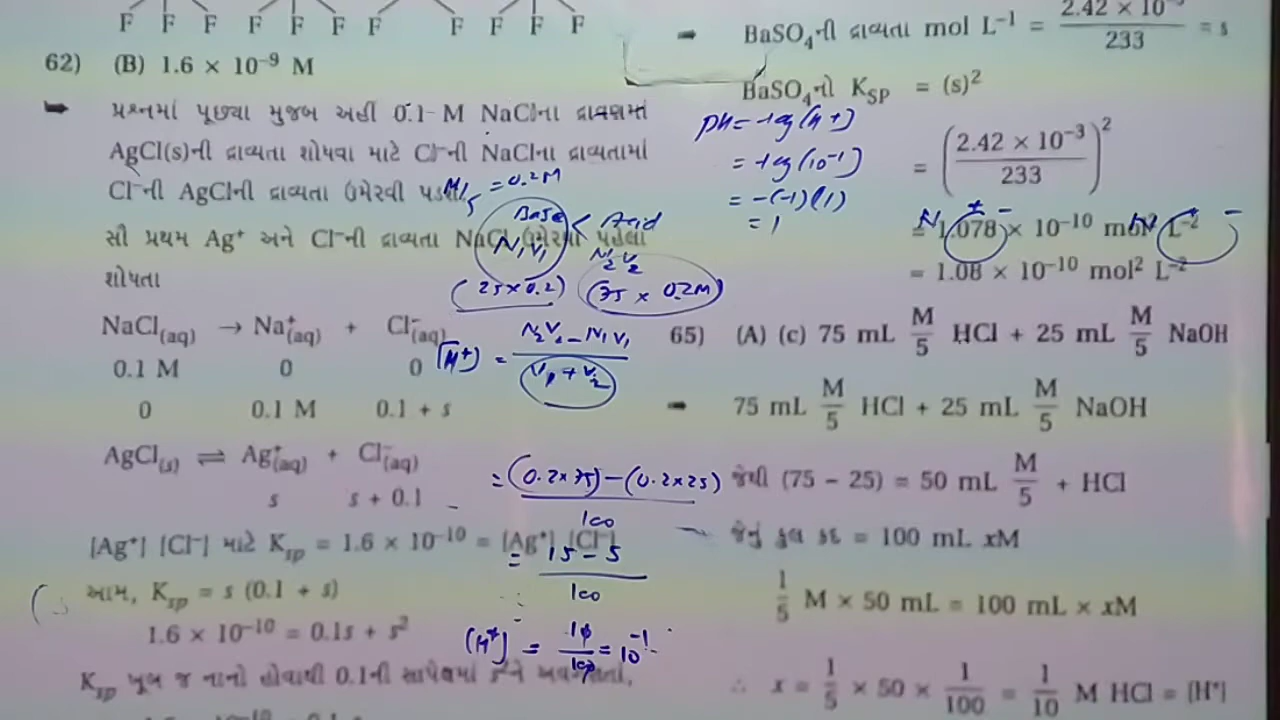 F F F F F F F F F F F
62) (B) 1.6 × 10⁻⁹ M
➡ પ્રશ્નમાં પૂછ્યા મુજબ અહીં 0.1 M NaClના દ્રાવણમાં
AgCl(s)ની દ્રાવ્યતા શોધવા માટે Cl⁻ની NaClના દ્રાવ્યતામાં
Cl⁻ની AgClની દ્રાવ્યતા ઉમેરવી પડશે.
સૌ પ્રથમ Ag⁺ અને Cl⁻ની દ્રાવ્યતા NaCl ઉમેરવા પહેલા
શોધતા
NaCl(aq) → Na⁺(aq) + Cl⁻(aq)
0.1 M 0 0
0 0.1 M 0.1 + s
AgCl(s) ⇌ Ag⁺(aq) + Cl⁻(aq)
s s + 0.1
[Ag⁺] [Cl⁻] માટે Ksp = 1.6 × 10⁻¹⁰ = [Ag⁺] [Cl⁻]
આમ, Ksp = s (0.1 + s)
1.6 × 10⁻¹⁰ = 0.1s + s²
Ksp ખૂબ જ નાનો હોવાથી 0.1ની સાપેક્ષમાં s²ને
M/5 = 0.2M
Base < Acid
N₁V₁ N₂V₂
(25×0.2) (75 × 0.2M)
[H⁺] = N₂V₂ – N₁V₁ / V₁ + V₂
= (0.2×75) – (0.2×25) / 100
= 15 – 5 / 100
[H⁺] = 10/100 = 10⁻¹
PH = –log(H+)
= –log(10⁻¹)
= –(–1)(1)
= 1
➡ BaSO₄ની દ્રાવ્યતા mol L⁻¹ = 2.42 × 10⁻³ / 233 = s
BaSO₄નો KSP = (s)²
= (2.42 × 10⁻³ / 233)²
= 1.078 × 10⁻¹⁰ mol² L⁻²
= 1.08 × 10⁻¹⁰ mol² L⁻²
65) (A) (c) 75 mL M/5 HCl + 25 mL M/5 NaOH
➡ 75 mL M/5 HCl + 25 mL M/5 NaOH
જેથી (75 – 25) = 50 mL M/5 + HCl
જેનું કુલ કદ = 100 mL xM
1/5 M × 50 mL = 100 mL × xM
∴ x = 1/5 × 50 × 1/100 = 1/10 M HCl = [H⁺]